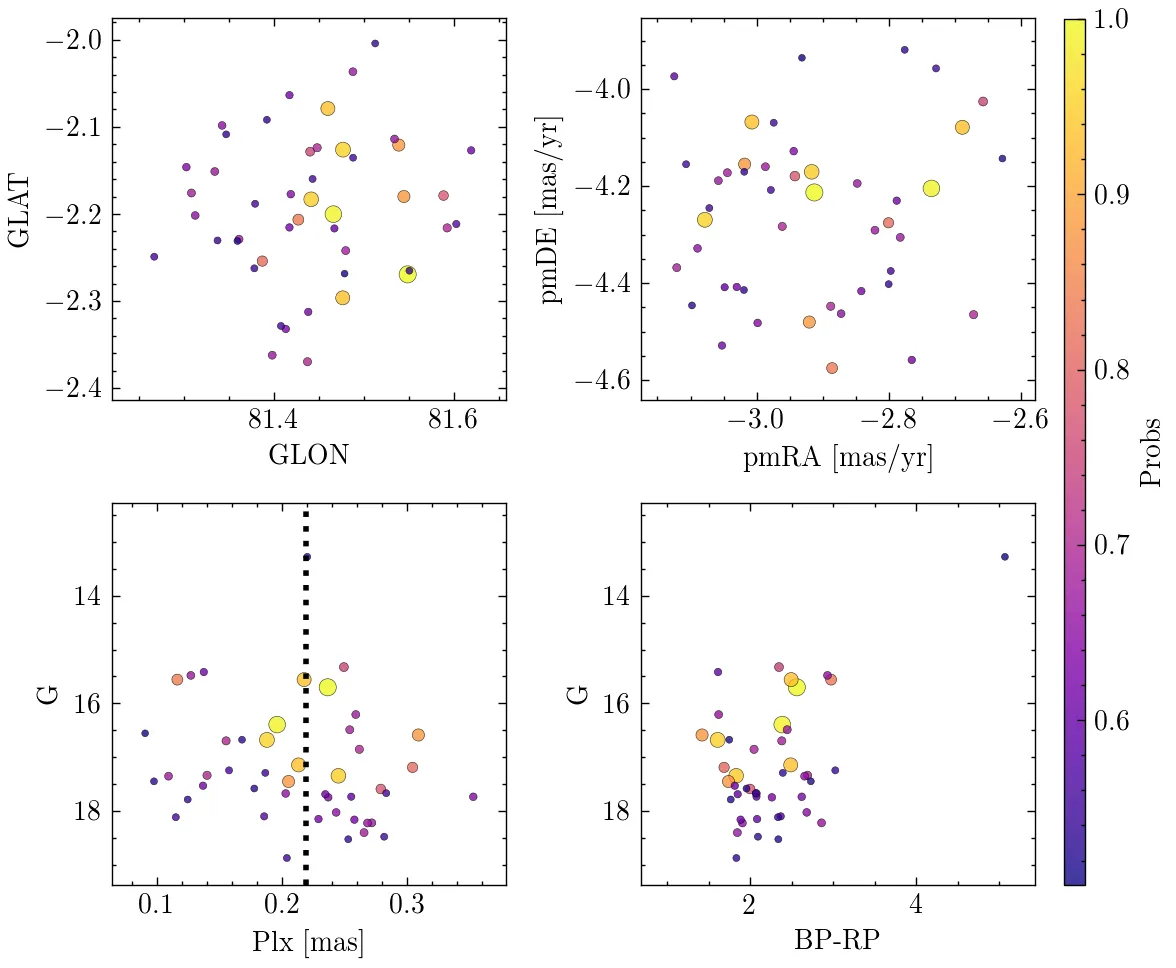 −2.0
−2.1
−2.2
−2.3
−2.4
GLAT
81.4 81.6
GLON
−4.0
−4.2
−4.4
−4.6
pmDE [mas/yr]
−3.0 −2.8 −2.6
pmRA [mas/yr]
14
16
18
G
0.1 0.2 0.3
Plx [mas]
14
16
18
G
2 4
BP-RP
1.0
0.9
0.8
0.7
0.6
Probs